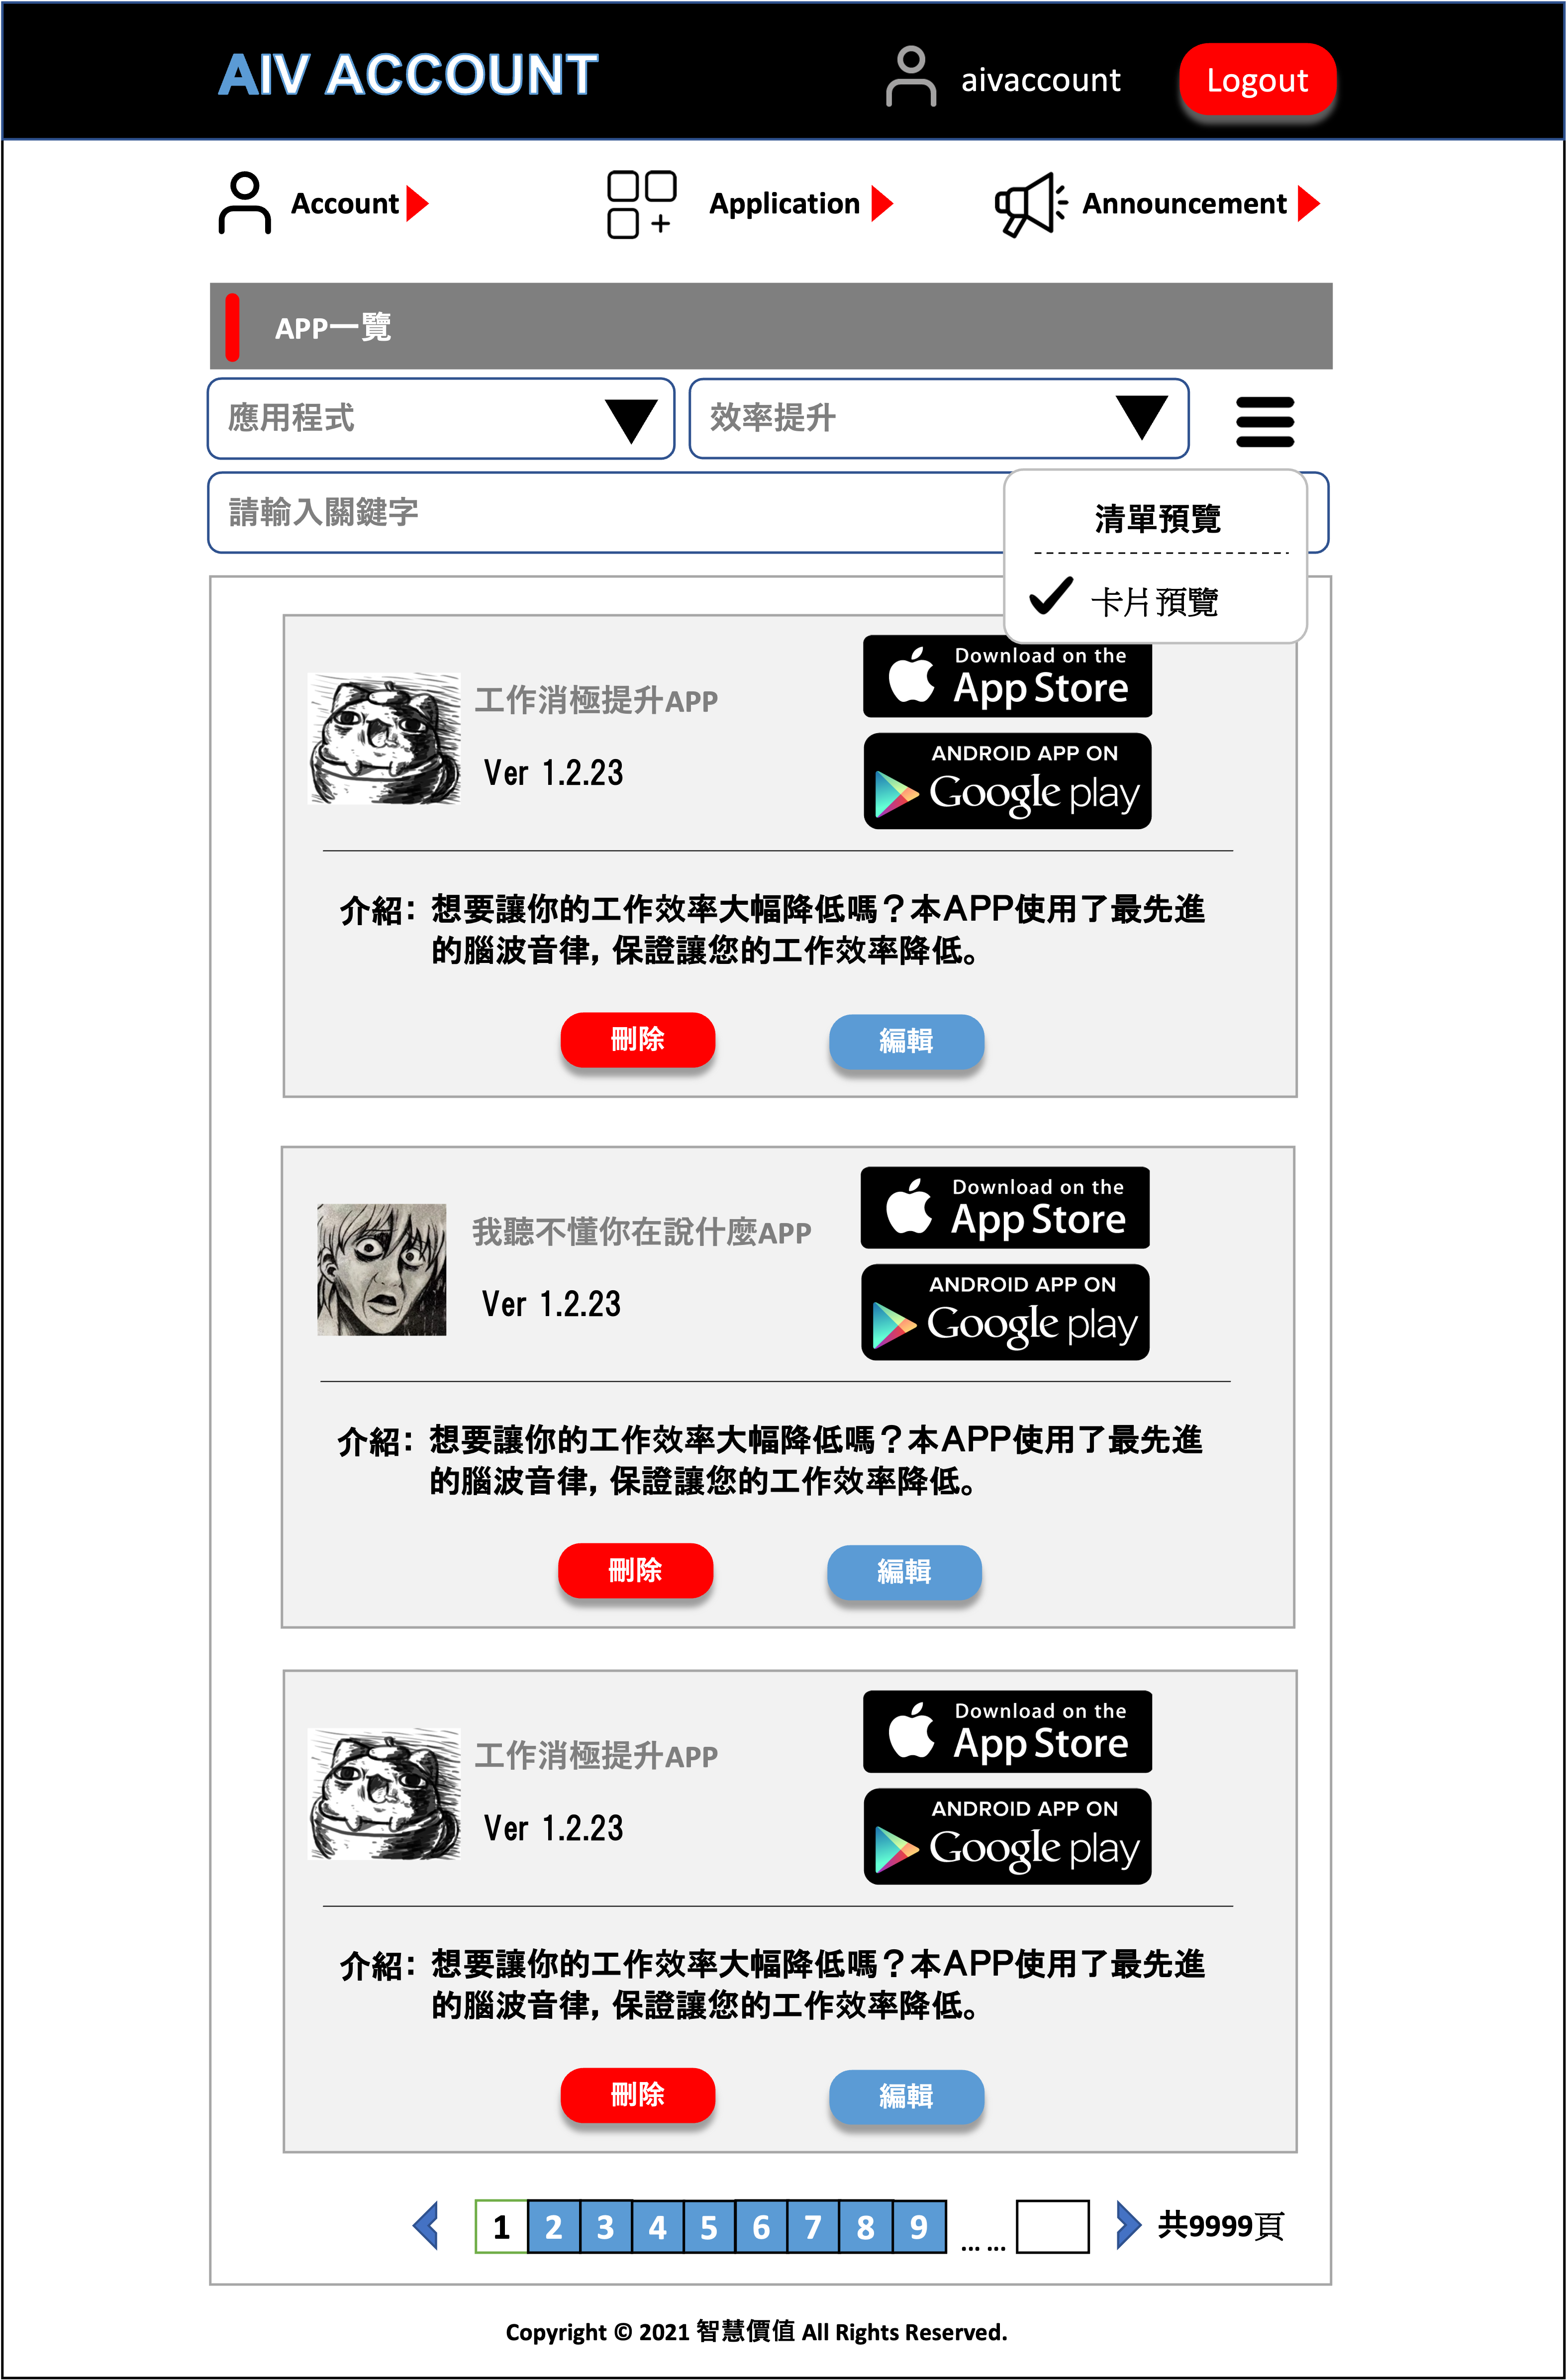 AIV ACCOUNT
aivaccount
Logout
Account
Application
Announcement
APP一覽
應用程式
效率提升
請輸入關鍵字
清單預覽
卡片預覽
工作消極提升APP
Ver 1.2.23
Download on the
App Store
ANDROID APP ON
Google play
介紹：想要讓你的工作效率大幅降低嗎？本APP使用了最先進
的腦波音律，保證讓您的工作效率降低。
刪除
編輯
我聽不懂你在說什麼APP
Ver 1.2.23
Download on the
App Store
ANDROID APP ON
Google play
介紹：想要讓你的工作效率大幅降低嗎？本APP使用了最先進
的腦波音律，保證讓您的工作效率降低。
刪除
編輯
工作消極提升APP
Ver 1.2.23
Download on the
App Store
ANDROID APP ON
Google play
介紹：想要讓你的工作效率大幅降低嗎？本APP使用了最先進
的腦波音律，保證讓您的工作效率降低。
刪除
編輯
1 2 3 4 5 6 7 8 9 ... ... 共9999頁
Copyright © 2021 智慧價值 All Rights Reserved.